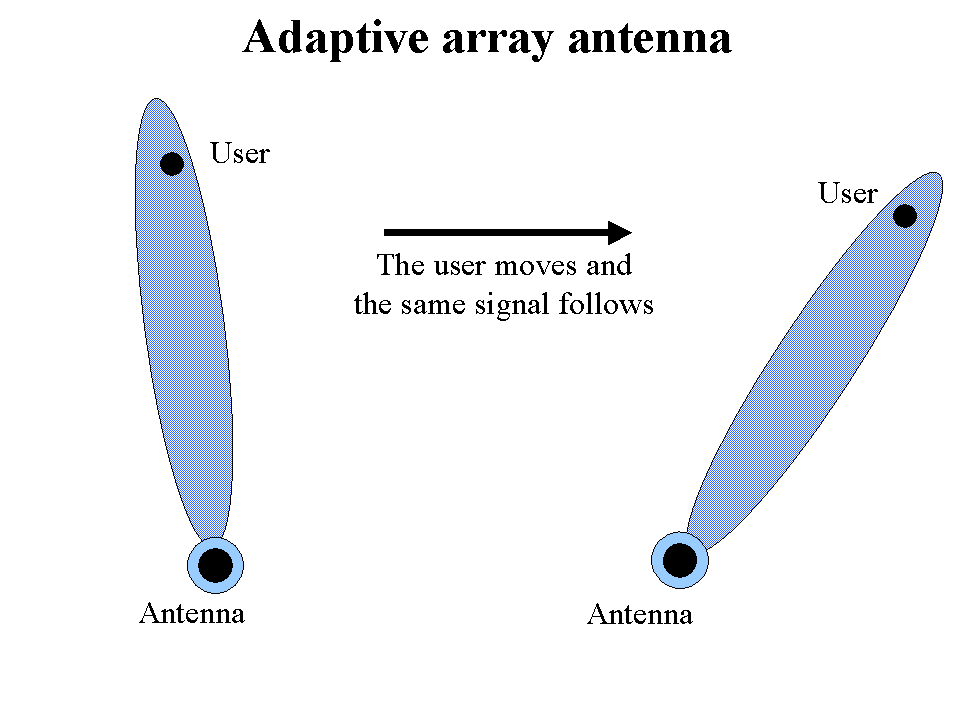 Adaptive array antenna
User
User
The user moves and
the same signal follows
Antenna
Antenna